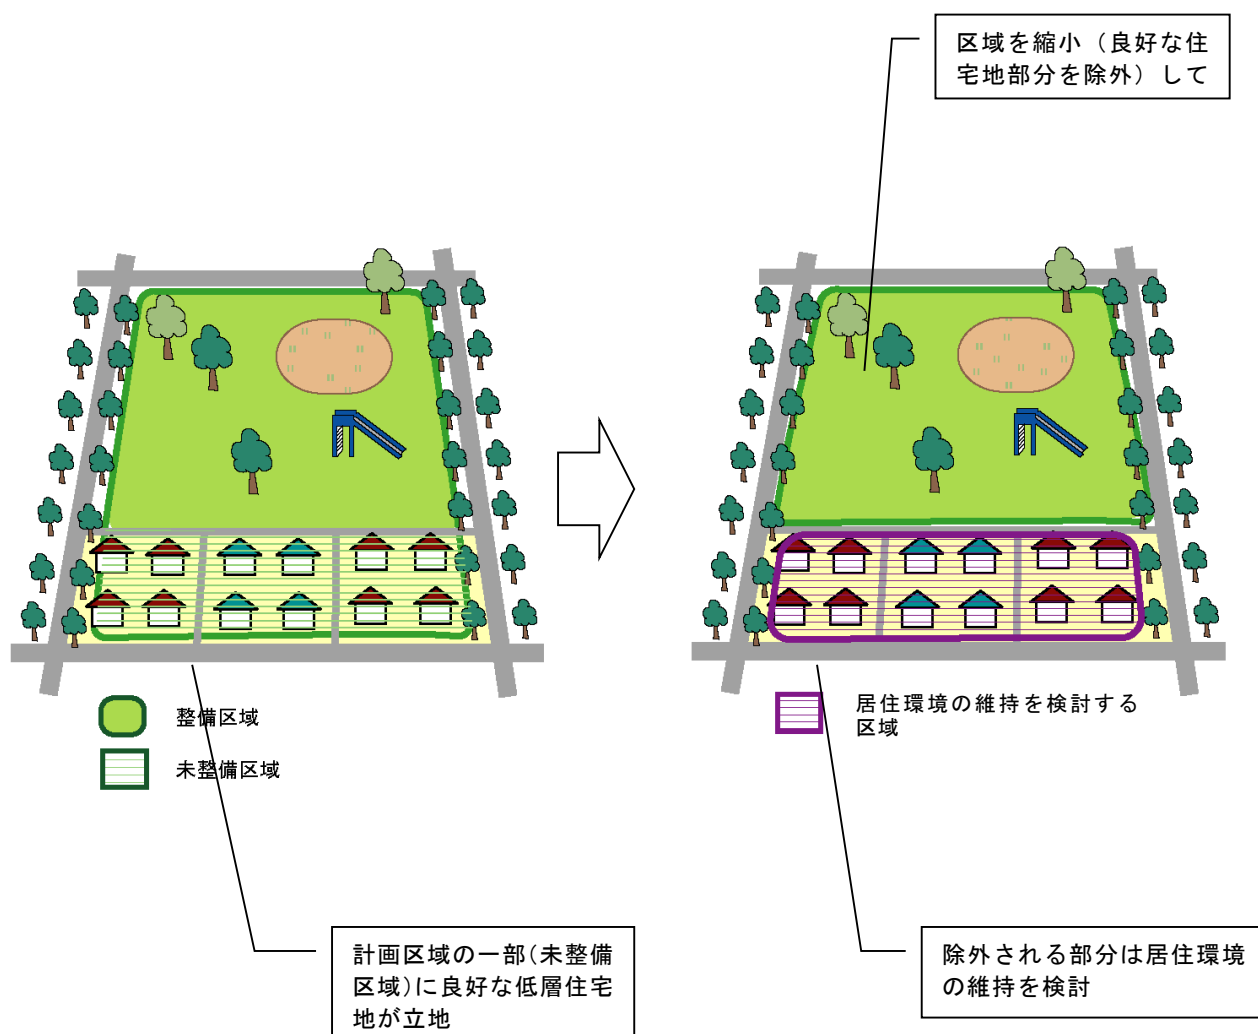 区域を縮小（良好な住
宅地部分を除外）して
整備区域
未整備区域
居住環境の維持を検討する
区域
計画区域の一部(未整備
区域)に良好な低層住宅
地が立地
除外される部分は居住環境
の維持を検討